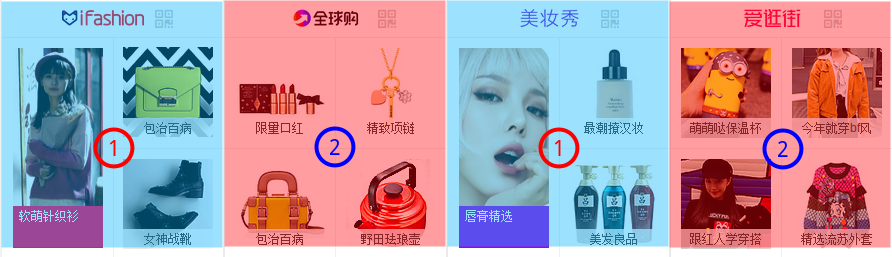 iFashion
包治百病
软萌针织衫
女神战靴
1
全球购
限量口红
精致项链
包治百病
野田珐琅壶
2
美妆秀
最潮撞汉妆
唇膏精选
美发良品
1
爱逛街
萌萌哒保温杯
今年就穿bf风
跟红人学穿搭
精选流苏外套
2